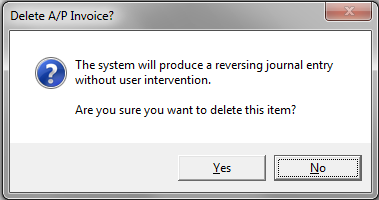 Delete A/P Invoice?
The system will produce a reversing journal entry
without user intervention.
Are you sure you want to delete this item?
Yes
No